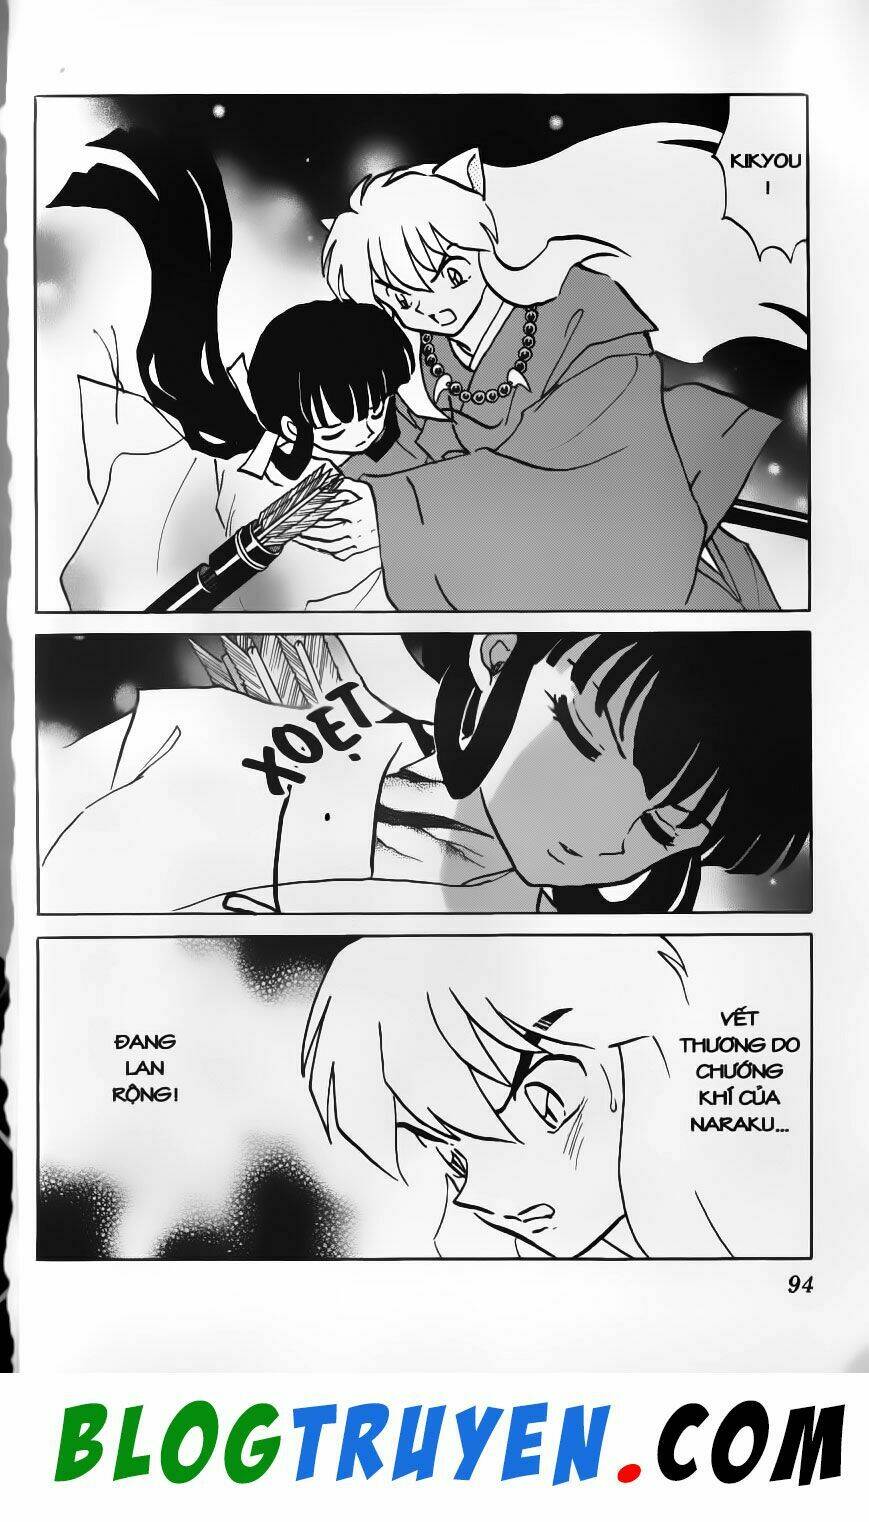 KIKYOU
!
XOẸT
VẾT
THƯƠNG DO
CHƯỚNG
KHÍ CỦA
NARAKU...
ĐANG
LAN
RỘNG!
94
BLOGTRUYEN.COM